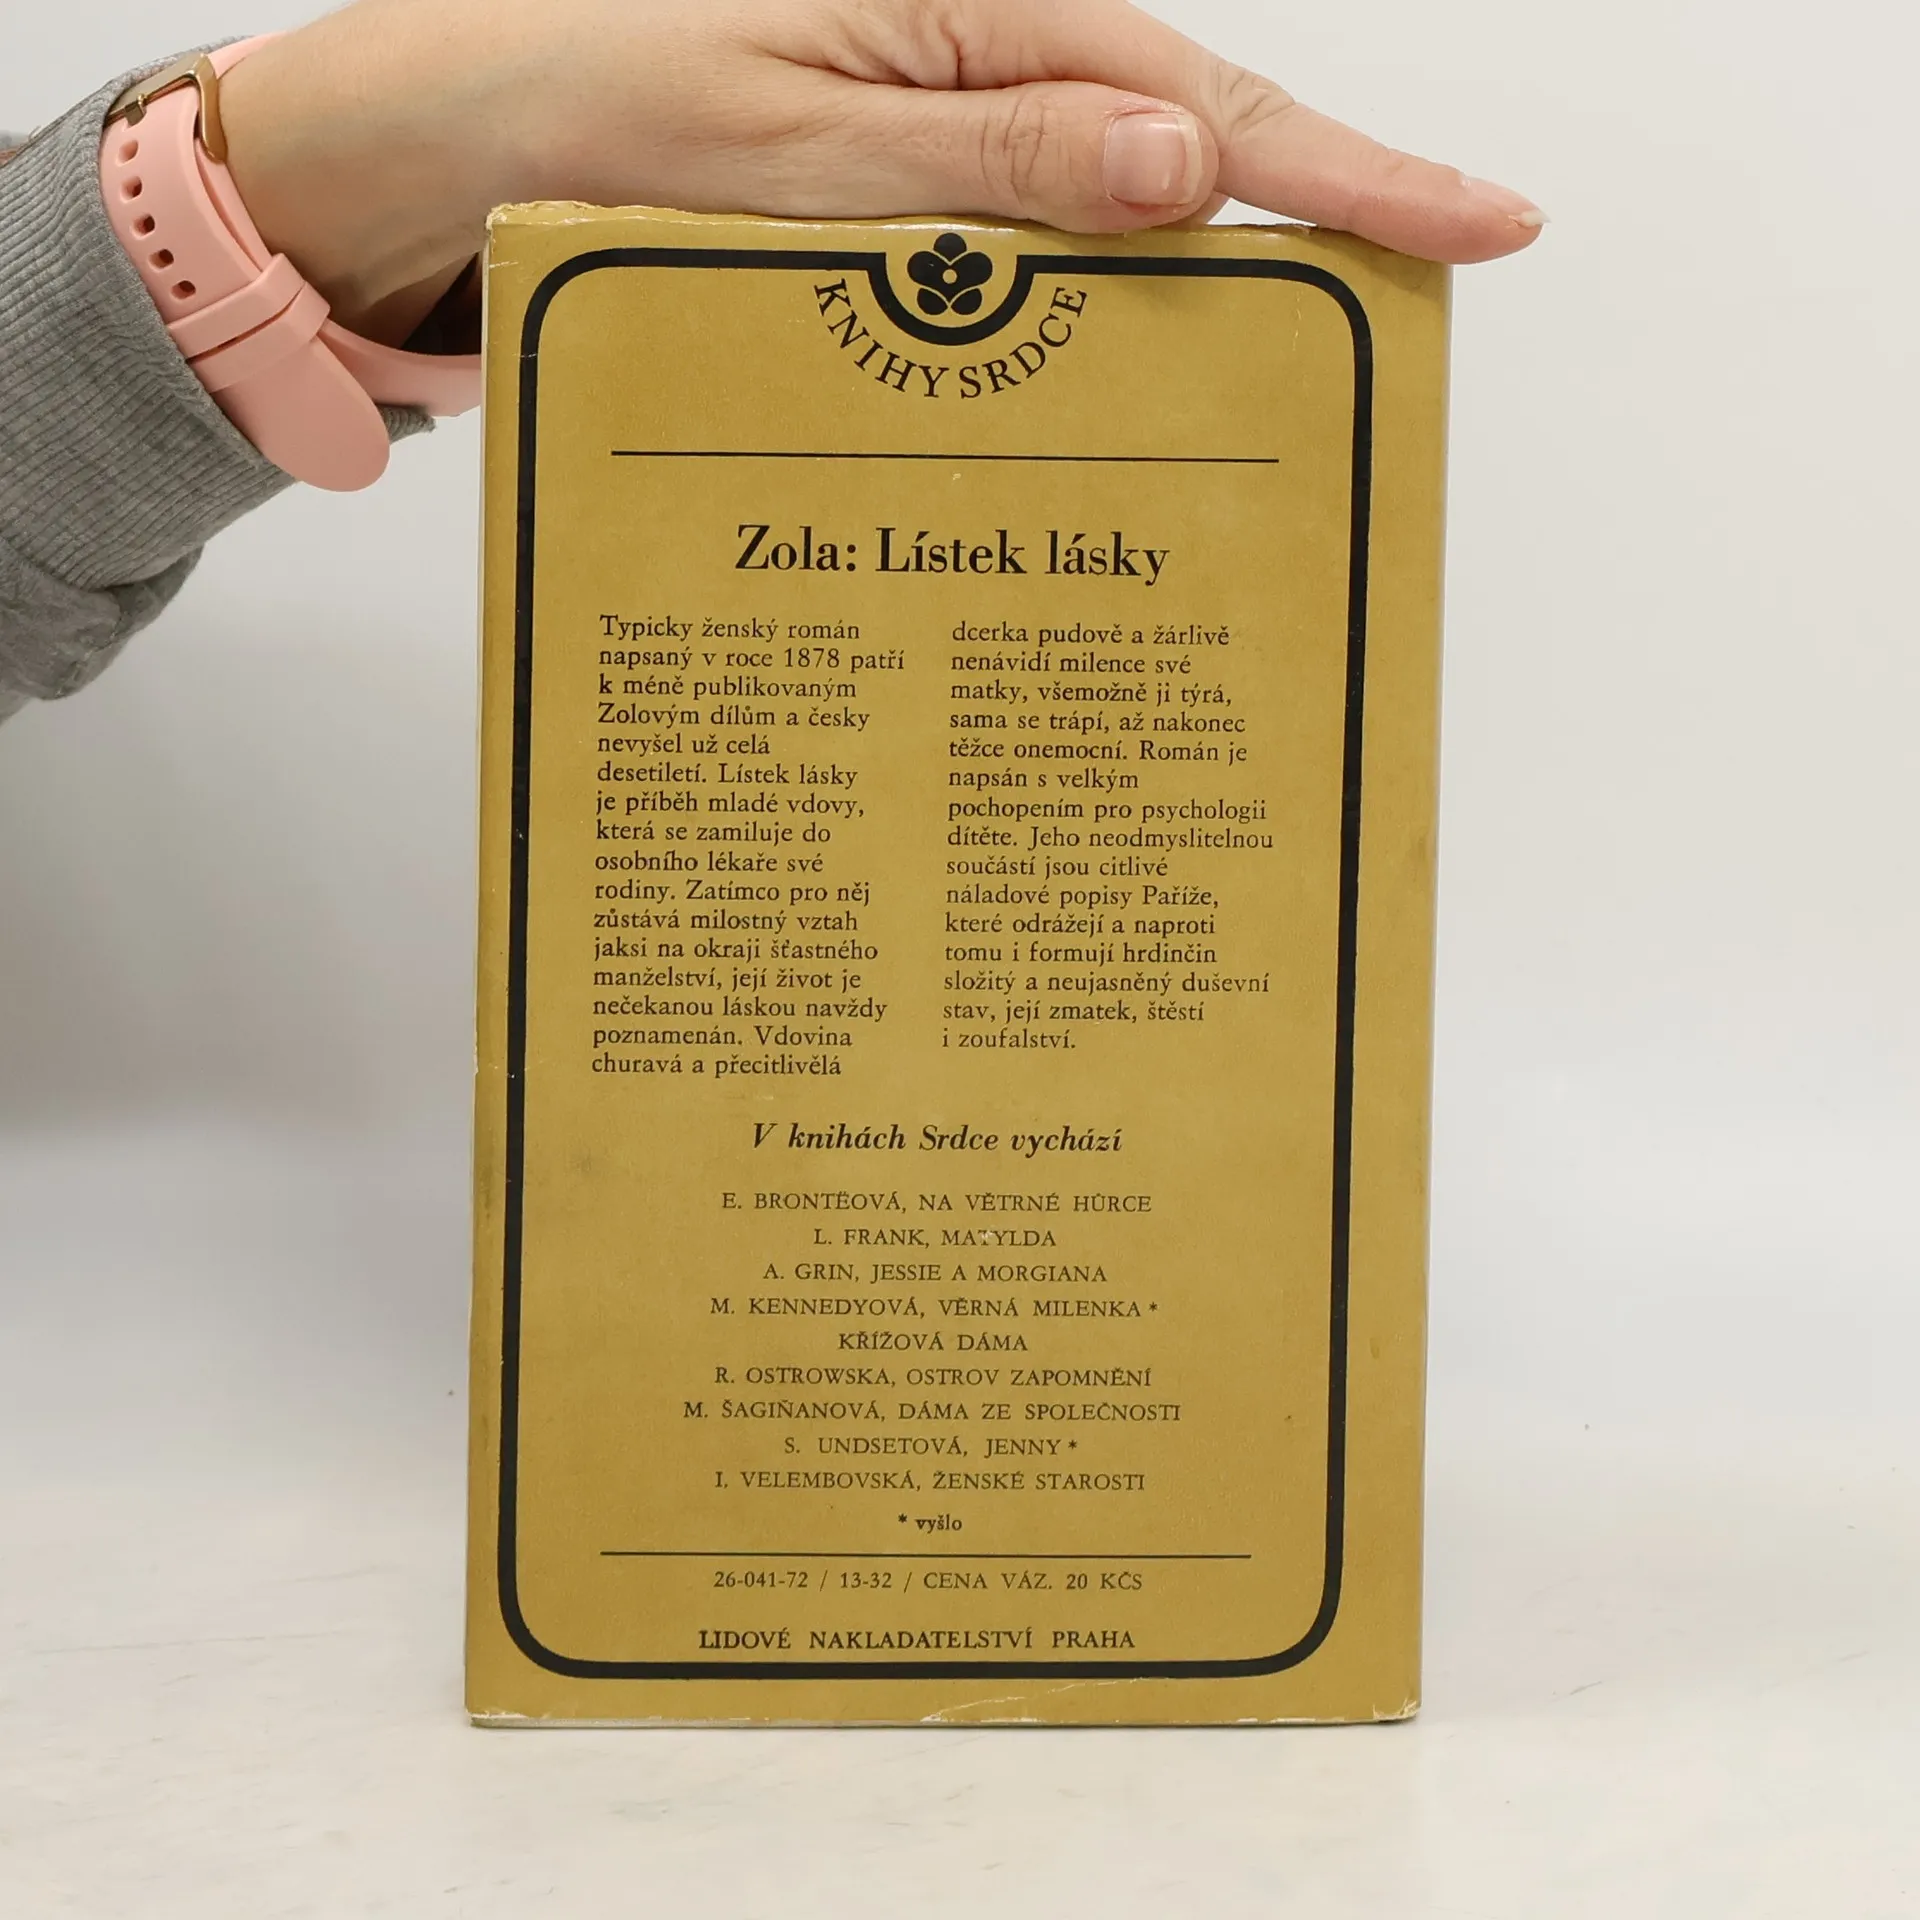 KNIHY SRDCE
Zola: Lístek lásky
Typicky ženský román
napsaný v roce 1878 patří
k méně publikovaným
Zolovým dílům a česky
nevyšel už celá
desetiletí. Lístek lásky
je příběh mladé vdovy,
která se zamiluje do
osobního lékaře své
rodiny. Zatímco pro něj
zůstává milostný vztah
jaksi na okraji šťastného
manželství, její život je
nečekanou láskou navždy
poznamenán. Vdovina
churavá a přecitlivělá
dcerka pudově a žárlivě
nenávidí milence své
matky, všemožně ji týrá,
sama se trápí, až nakonec
těžce onemocní. Román je
napsán s velkým
pochopením pro psychologii
dítěte. Jeho neodmyslitelnou
součástí jsou citlivé
náladové popisy Paříže,
které odrážejí a naproti
tomu i formují hrdinčin
složitý a neujasněný duševní
stav, její zmatek, štěstí
i zoufalství.
V knihách Srdce vychází
E. BRONTËOVÁ, NA VĚTRNÉ HŮRCE
L. FRANK, MATYLDA
A. GRIN, JESSIE A MORGIANA
M. KENNEDYOVÁ, VĚRNÁ MILENKA *
KŘÍŽOVÁ DÁMA
R. OSTROWSKA, OSTROV ZAPOMNĚNÍ
M. ŠAGIŇANOVÁ, DÁMA ZE SPOLEČNOSTI
S. UNDSETOVÁ, JENNY *
I. VELEMBOVSKÁ, ŽENSKÉ STAROSTI
* vyšlo
26-041-72 / 13-32 / CENA VÁZ. 20 KČS
LIDOVÉ NAKLADATELSTVÍ PRAHA